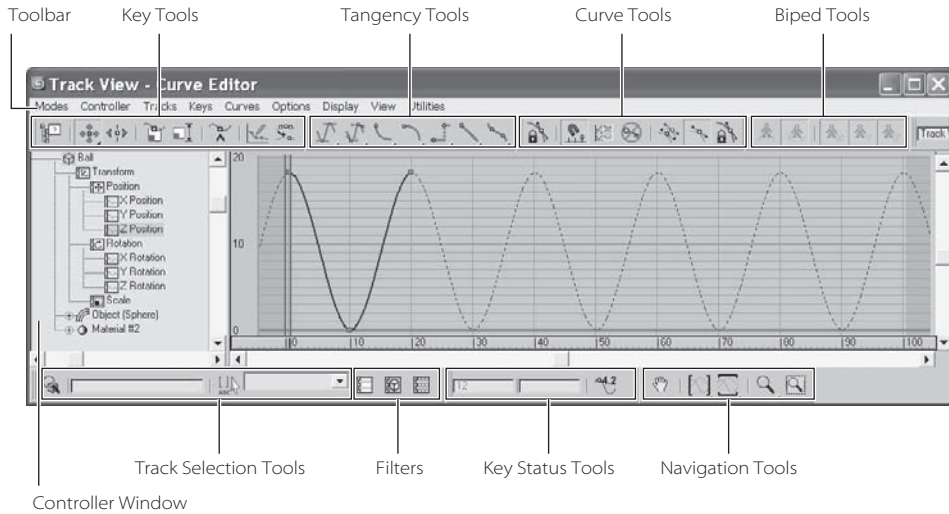 Toolbar Key Tools Tangency Tools Curve Tools Biped Tools
Track View - Curve Editor
Modes Controller Tracks Keys Curves Options Display View Utilities
Track
Ball
Transform
Position
X Position
Y Position
Z Position
Rotation
X Rotation
Y Rotation
Z Rotation
Scale
Object (Sphere)
Material #2
20
10
0
0 10 20 30 40 50 60 70 80 90 100
12
Track Selection Tools Filters Key Status Tools Navigation Tools
Controller Window